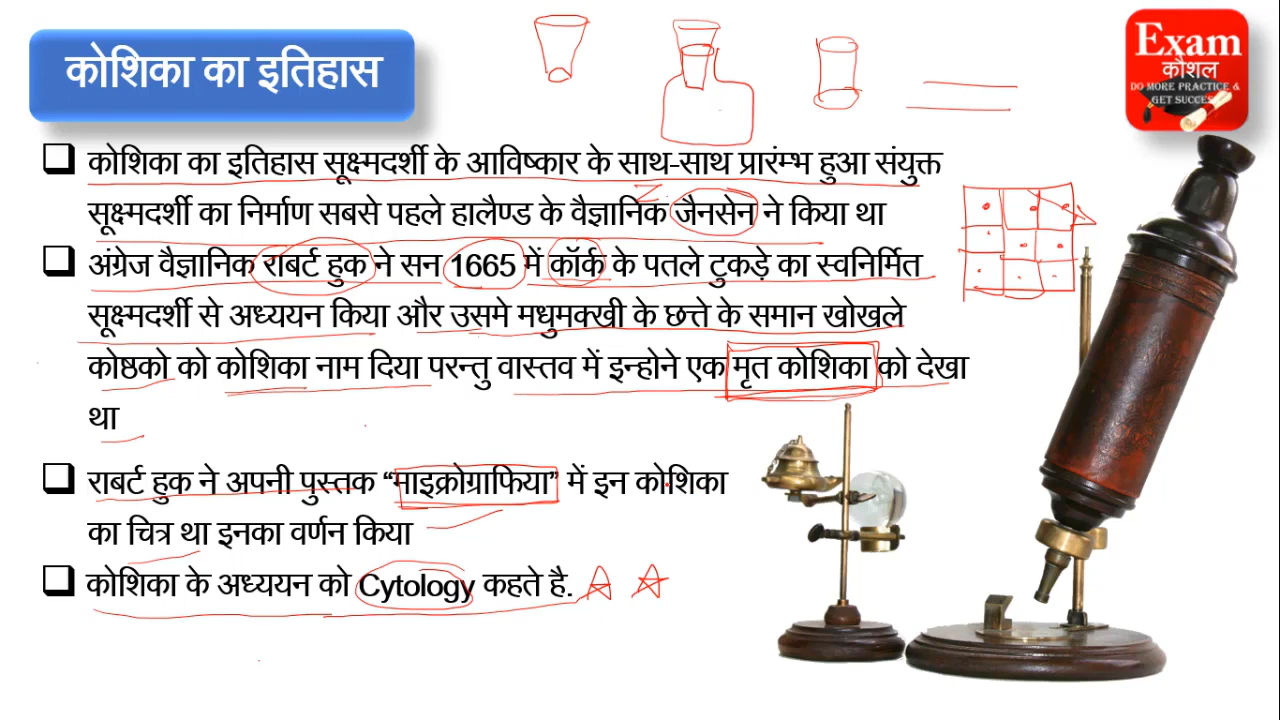 कोशिका का इतिहास
Exam
कौशल
DO MORE PRACTICE &
GET SUCCESS
कोशिका का इतिहास सूक्ष्मदर्शी के आविष्कार के साथ-साथ प्रारंम्भ हुआ संयुक्त
सूक्ष्मदर्शी का निर्माण सबसे पहले हालैण्ड के वैज्ञानिक जैनसेन ने किया था
अंग्रेज वैज्ञानिक राबर्ट हुक ने सन 1665 में कॉर्क के पतले टुकड़े का स्वनिर्मित
सूक्ष्मदर्शी से अध्ययन किया और उसमे मधुमक्खी के छत्ते के समान खोखले
कोष्ठको को कोशिका नाम दिया परन्तु वास्तव में इन्होने एक मृत कोशिका को देखा
था
राबर्ट हुक ने अपनी पुस्तक “माइक्रोग्राफिया” में इन कोशिका
का चित्र था इनका वर्णन किया
कोशिका के अध्ययन को Cytology कहते है.